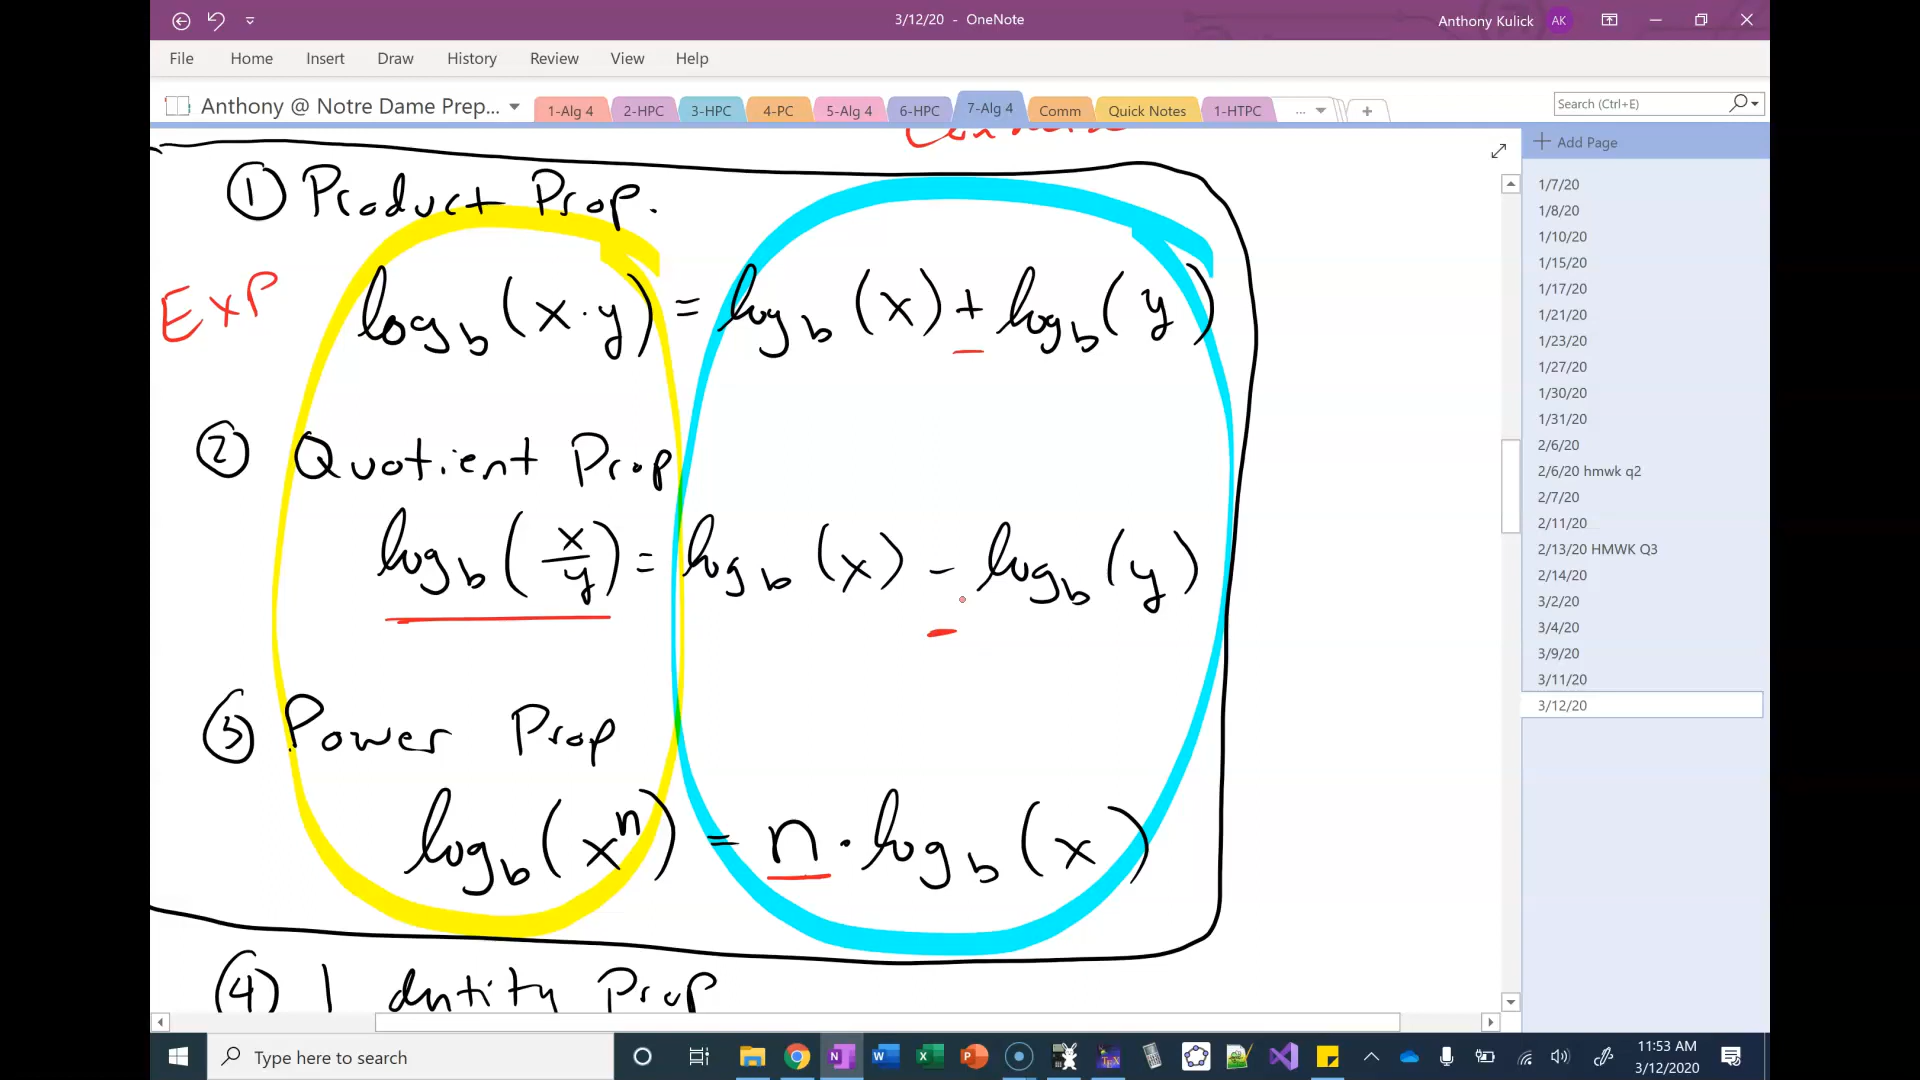 3/12/20 - OneNote
Anthony Kulick AK
File Home Insert Draw History Review View Help
Anthony @ Notre Dame Prep...
1-Alg 4 2-HPC 3-HPC 4-PC 5-Alg 4 6-HPC 7-Alg 4 Comm Quick Notes 1-HTPC ... +
Search (Ctrl+E)
Add Page
1/7/20
1/8/20
1/10/20
1/15/20
1/17/20
1/21/20
1/23/20
1/27/20
1/30/20
1/31/20
2/6/20
2/6/20 hmwk q2
2/7/20
2/11/20
2/13/20 HMWK Q3
2/14/20
3/2/20
3/4/20
3/9/20
3/11/20
3/12/20
① Product Prop.
Exp
log_b (x · y) = log_b (x) + log_b (y)
② Quotient Prop
log_b (x/y) = log_b (x) - log_b (y)
③ Power Prop
log_b (x^n) = n · log_b (x)
④ Identity Prop
Type here to search
11:53 AM
3/12/2020